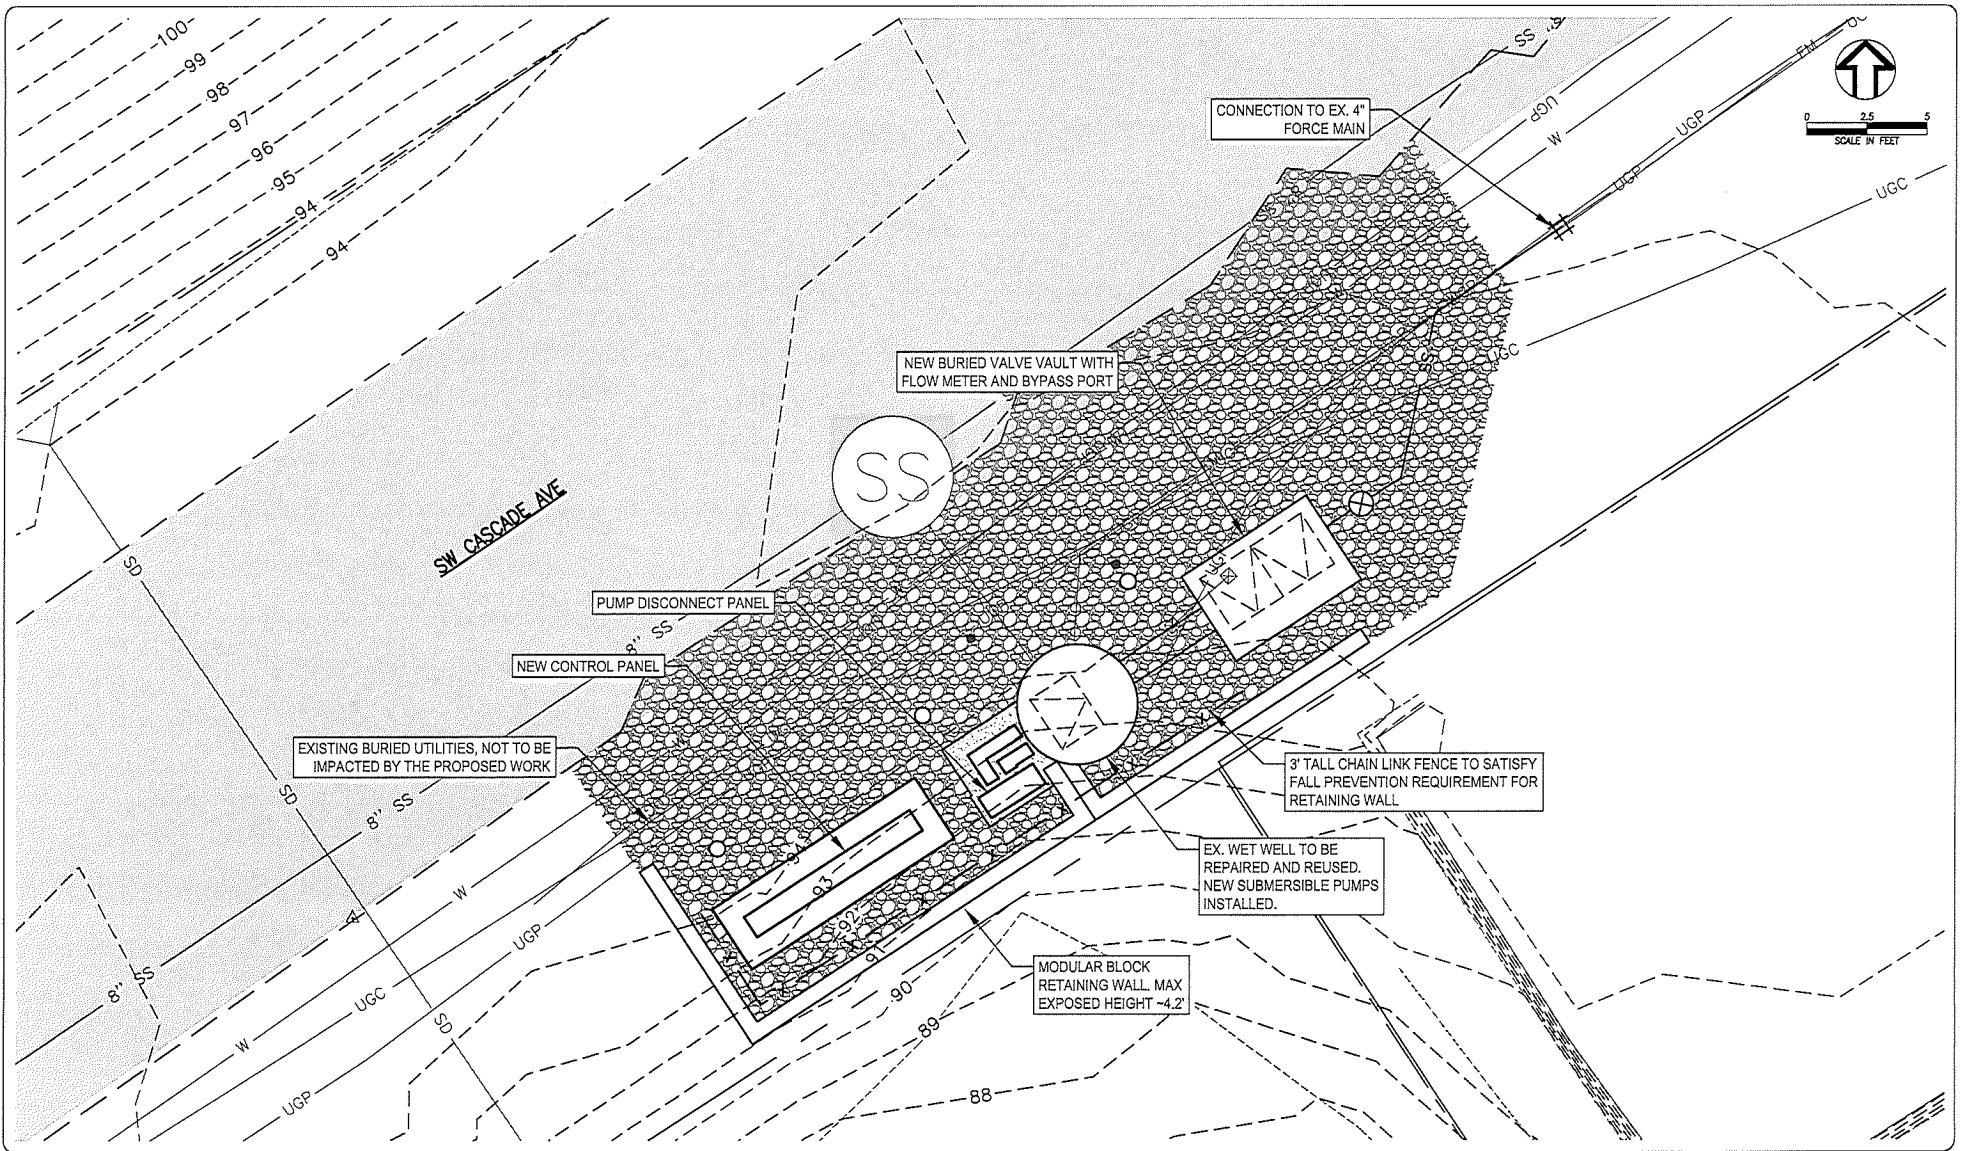 100
99
98
97
96
95
94
94
SS
UGP
W
FM
UGP
UGP
UGC
0 2.5 5
SCALE IN FEET
CONNECTION TO EX. 4"
FORCE MAIN
UGC
SS
NEW BURIED VALVE VAULT WITH
FLOW METER AND BYPASS PORT
SS
SW CASCADE AVE
SD
PUMP DISCONNECT PANEL
8" SS
NEW CONTROL PANEL
EXISTING BURIED UTILITIES, NOT TO BE
IMPACTED BY THE PROPOSED WORK
3' TALL CHAIN LINK FENCE TO SATISFY
FALL PREVENTION REQUIREMENT FOR
RETAINING WALL
SD
8" SS
EX. WET WELL TO BE
REPAIRED AND REUSED.
NEW SUBMERSIBLE PUMPS
INSTALLED.
93
92
91
W
UGP
8" SS
UGC
SD
W
UGP
MODULAR BLOCK
RETAINING WALL, MAX
EXPOSED HEIGHT ~4.2'
90
89
88